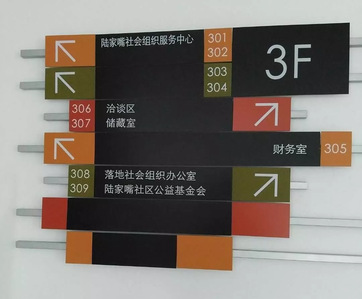 陆家嘴社会组织服务中心 301
302
303
304
3F
306 洽谈区
307 储藏室
财务室 305
308 落地社会组织办公室
309 陆家嘴社区公益基金会